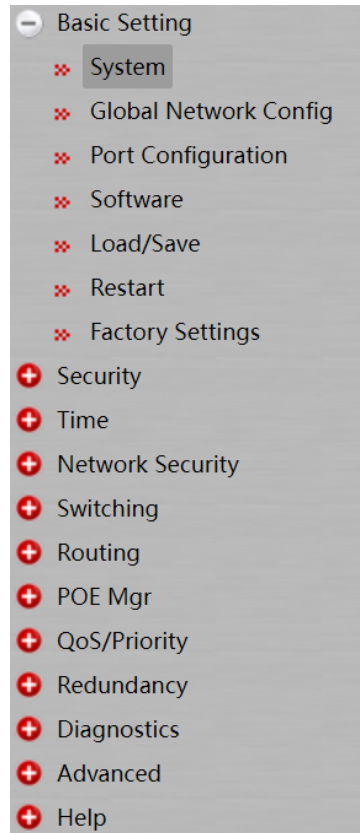 Basic Setting
System
Global Network Config
Port Configuration
Software
Load/Save
Restart
Factory Settings
Security
Time
Network Security
Switching
Routing
POE Mgr
QoS/Priority
Redundancy
Diagnostics
Advanced
Help